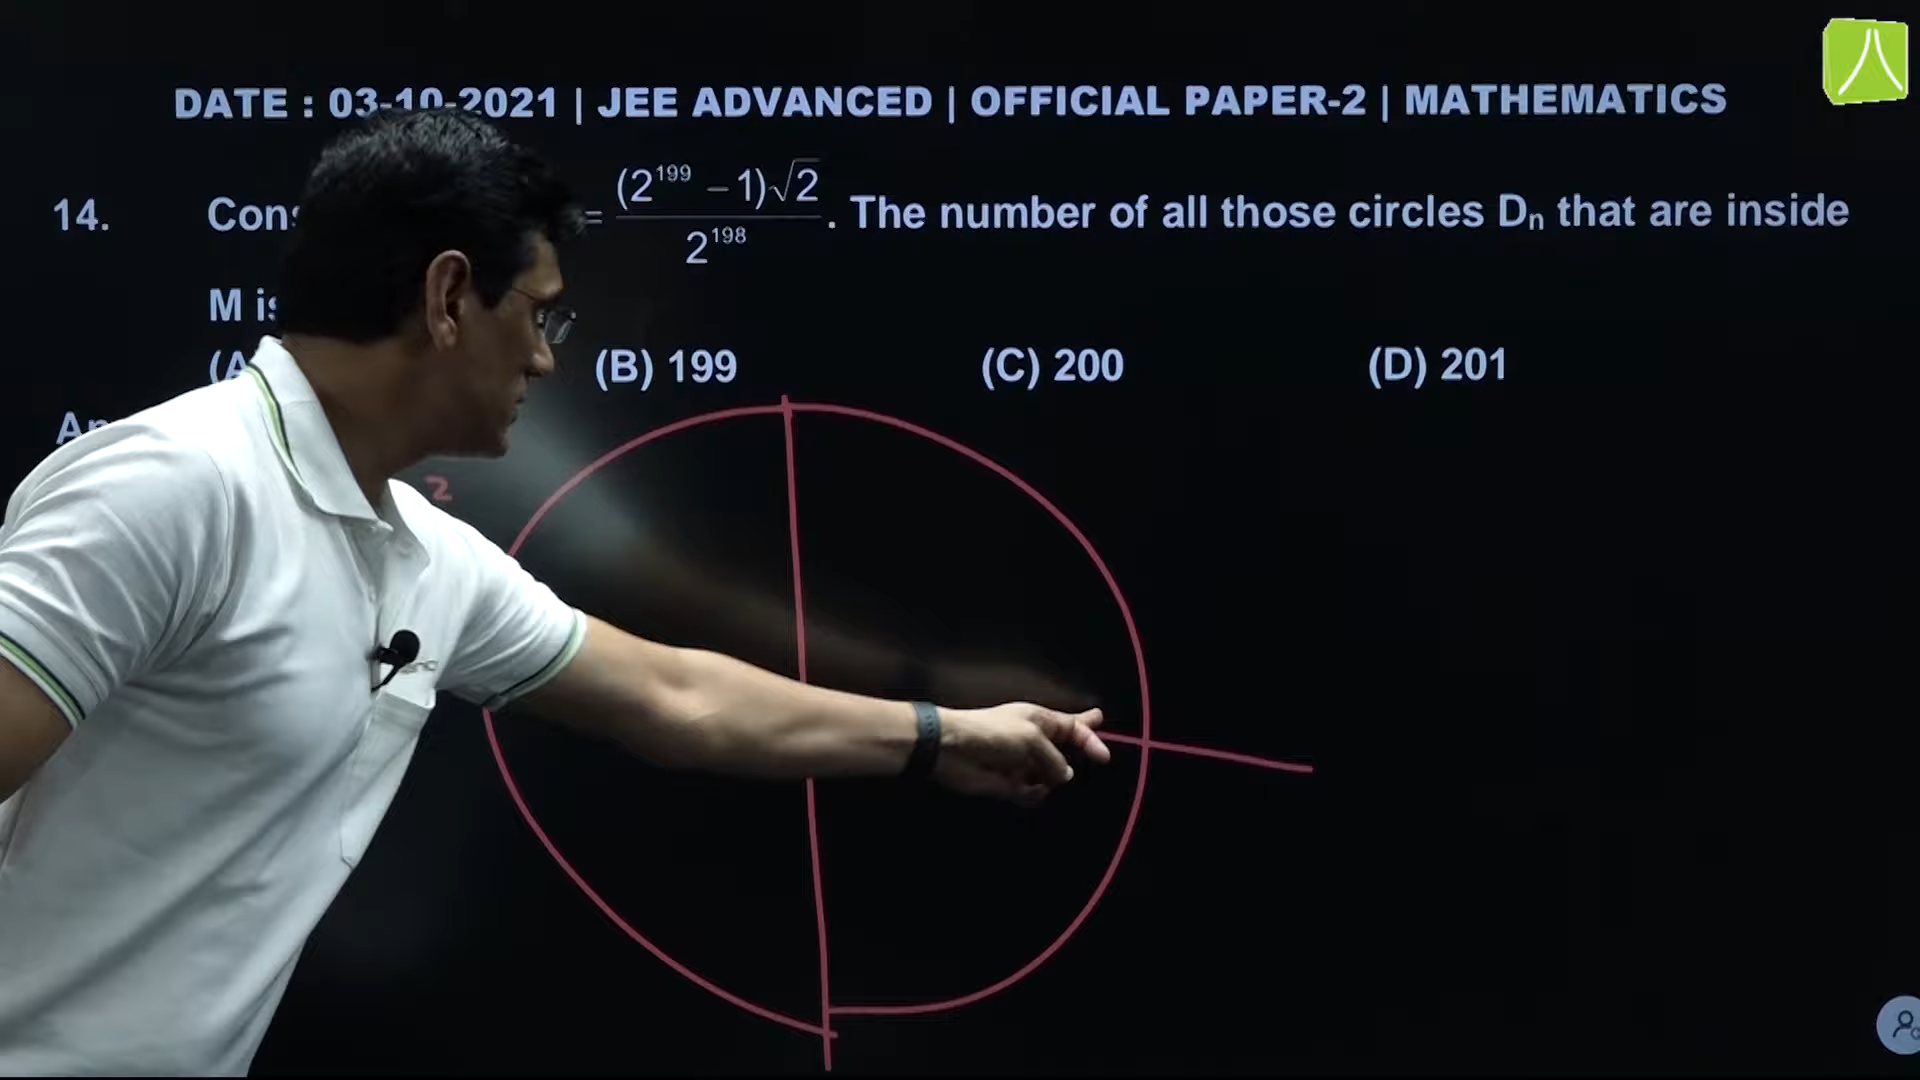 DATE : 03-10-2021 | JEE ADVANCED | OFFICIAL PAPER-2 | MATHEMATICS
14. = (2^199 – 1)√2 / 2^198 . The number of all those circles Dₙ that are inside
M
(A (B) 199 (C) 200 (D) 201
2